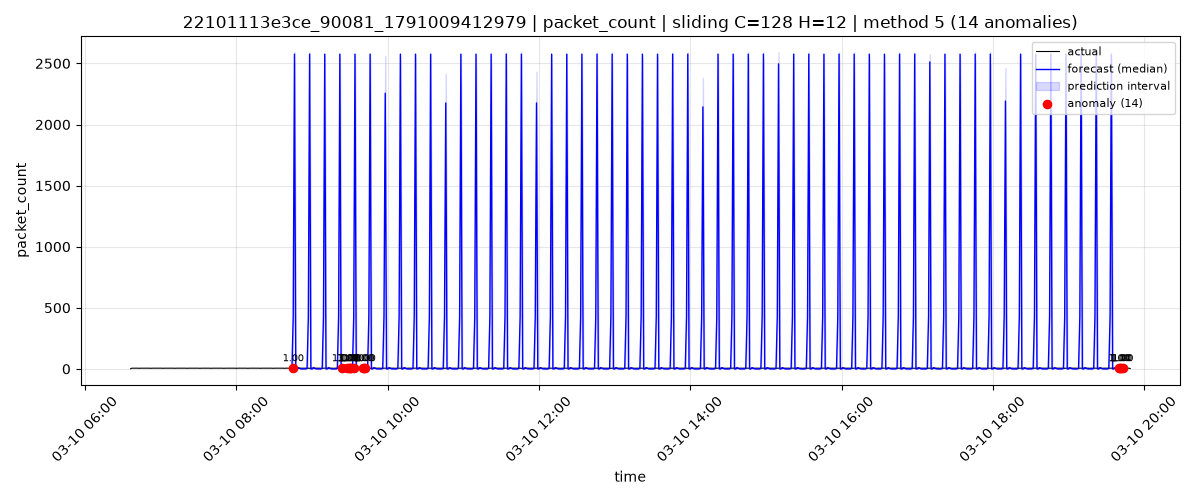 22101113e3ce_90081_1791009412979 | packet_count | sliding C=128 H=12 | method 5 (14 anomalies)
actual
forecast (median)
prediction interval
anomaly (14)
packet_count
2500
2000
1500
1000
500
0
1.00
03-10 06:00
03-10 08:00
03-10 10:00
03-10 12:00
03-10 14:00
03-10 16:00
03-10 18:00
03-10 20:00
time